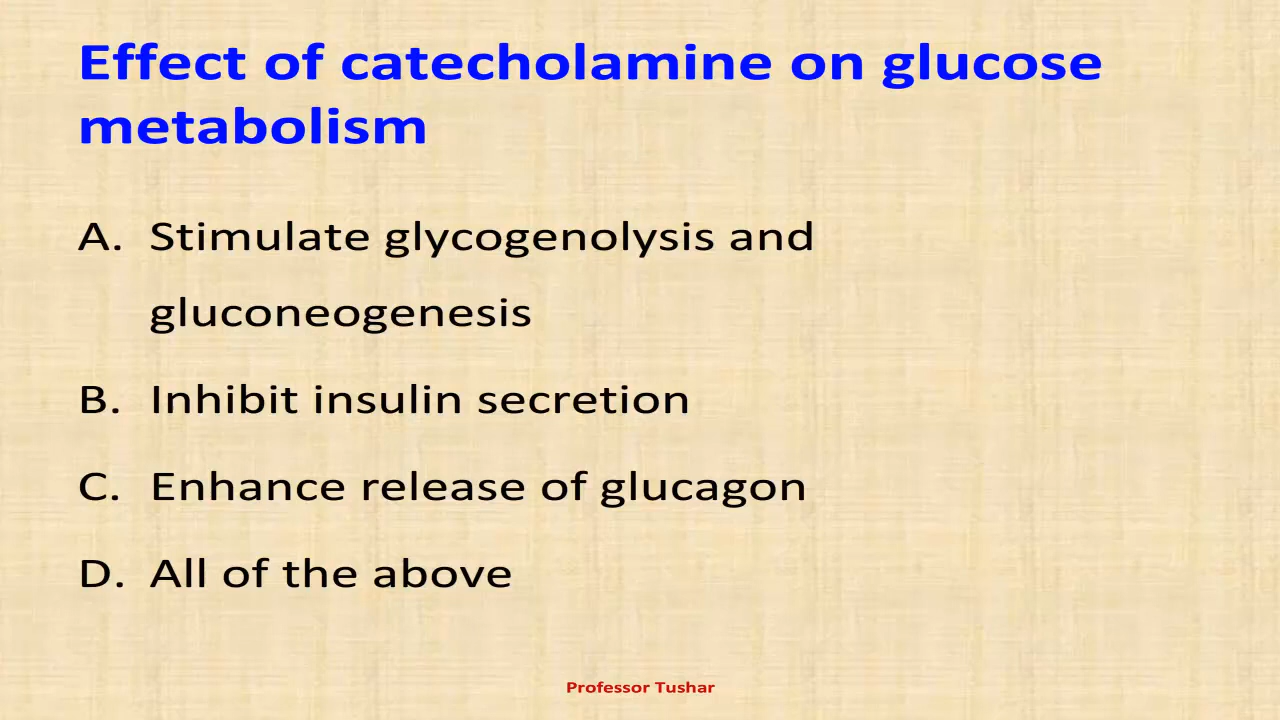 Effect of catecholamine on glucose
metabolism
A. Stimulate glycogenolysis and
gluconeogenesis
B. Inhibit insulin secretion
C. Enhance release of glucagon
D. All of the above
Professor Tushar